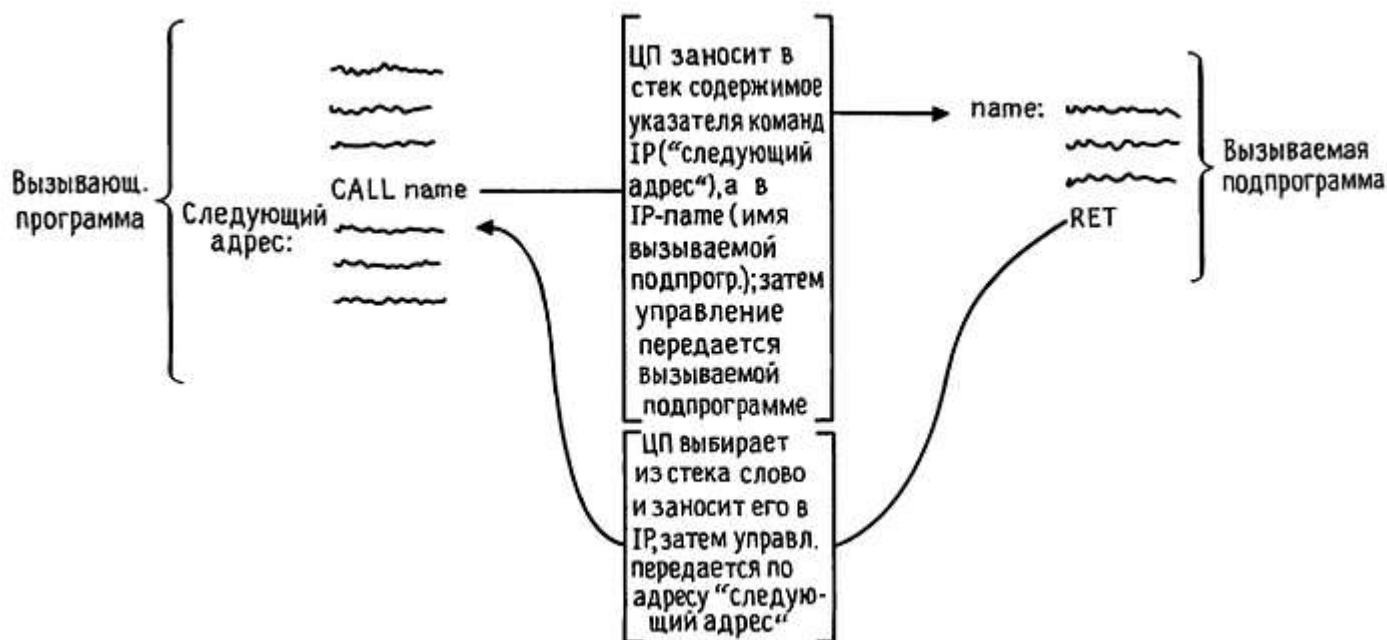 Вызывающ.
программа
Следующий
адрес:
CALL name
ЦП заносит в
стек содержимое
указателя команд
IP(“следующий
адрес“), а в
IP-name (имя
вызываемой
подпрогр.); затем
управление
передается
вызываемой
подпрограмме
ЦП выбирает
из стека слово
и заносит его в
IP, затем управл.
передается по
адресу “следую-
щий адрес“
name:
RET
Вызываемая
подпрограмма